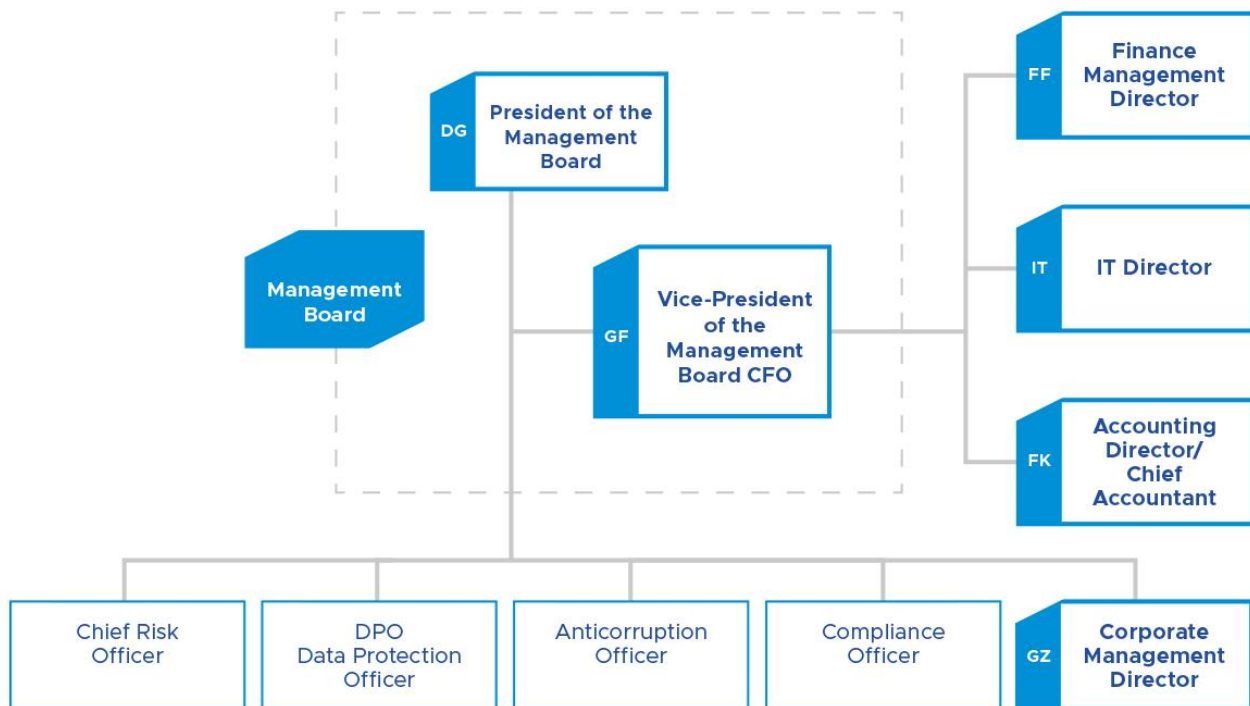 DG
President of the
Management
Board
Management
Board
GF
Vice-President
of the
Management
Board CFO
FF
Finance
Management
Director
IT
IT Director
FK
Accounting
Director/
Chief
Accountant
Chief Risk
Officer
DPO
Data Protection
Officer
Anticorruption
Officer
Compliance
Officer
GZ
Corporate
Management
Director